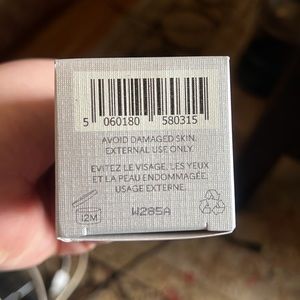 5 060180 580315
AVOID DAMAGED SKIN.
EXTERNAL USE ONLY.
EVITEZ LE VISAGE, LES YEUX
ET LA PEAU ENDOMMAGÉE.
USAGE EXTERNE.
12M
W285A